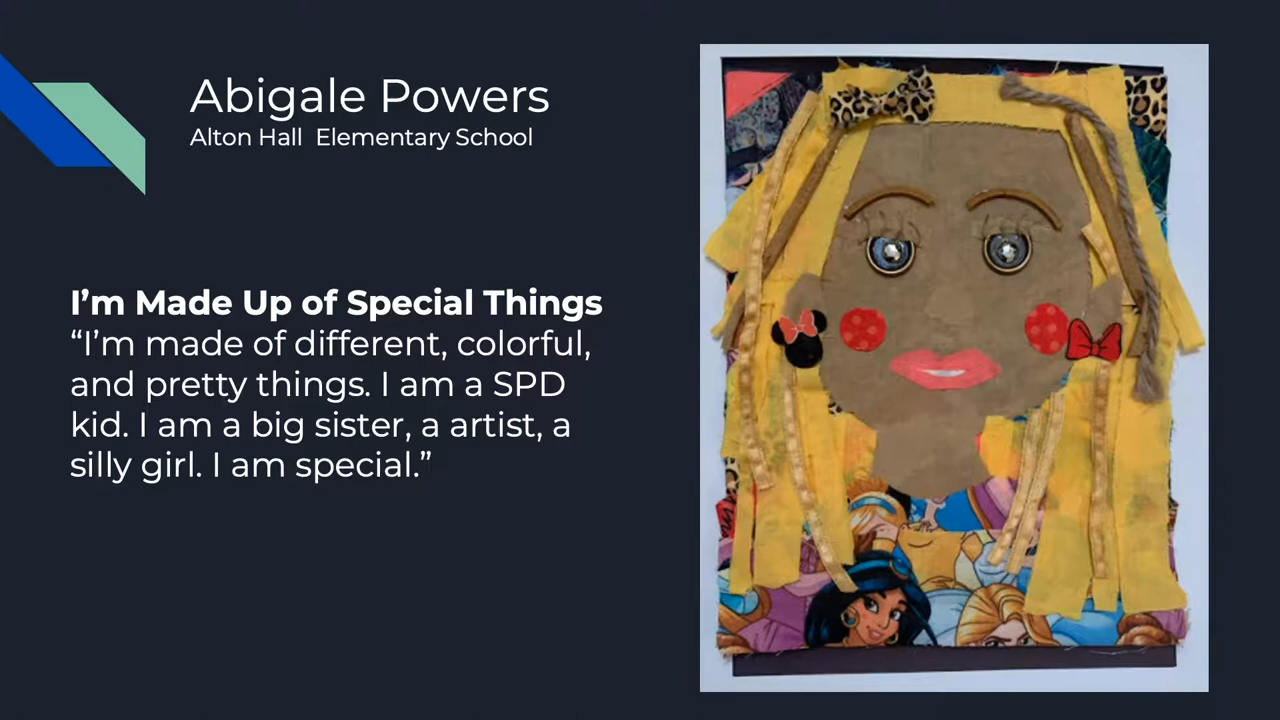 Abigale Powers
Alton Hall  Elementary School
I’m Made Up of Special Things
“I’m made of different, colorful,
and pretty things. I am a SPD
kid. I am a big sister, a artist, a
silly girl. I am special.”